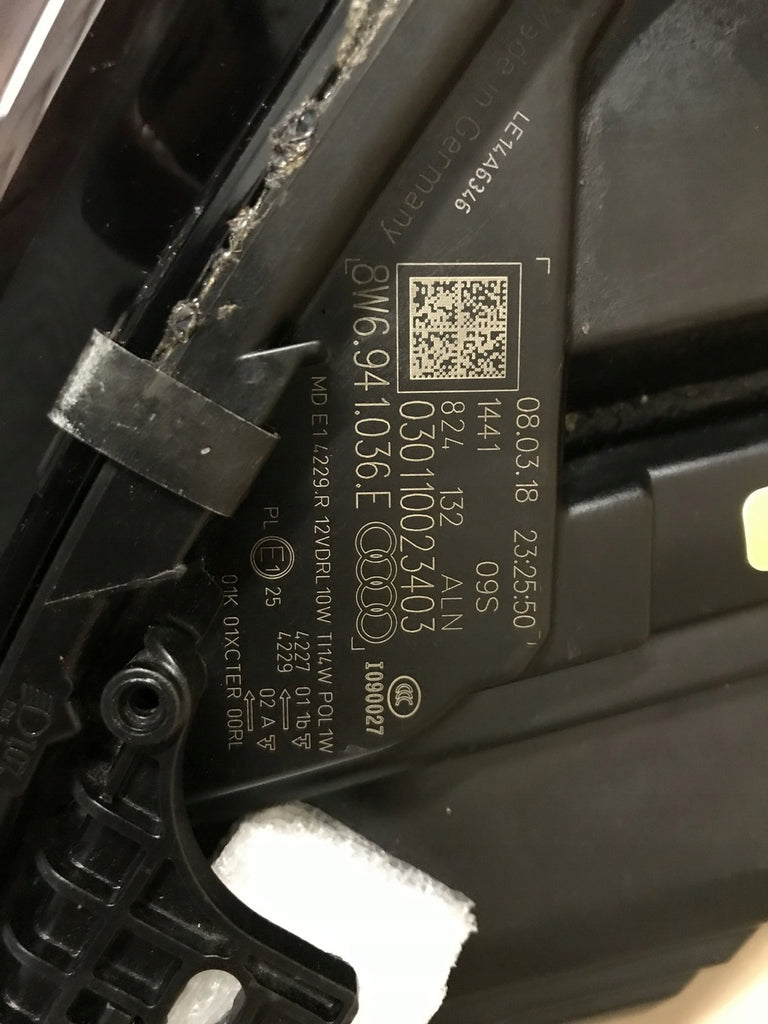 Made in Germany
LE14A6346
08.03.18 23:25:50
1441 09S
824 132 ALN
030110023403
8W6.941.036.E
I090027
MD E1 4229.R 12VDRL10W TI14W POL1W
PL E1 25
4227 01 1b
4229 02 A
01K 01XCTER 00RL